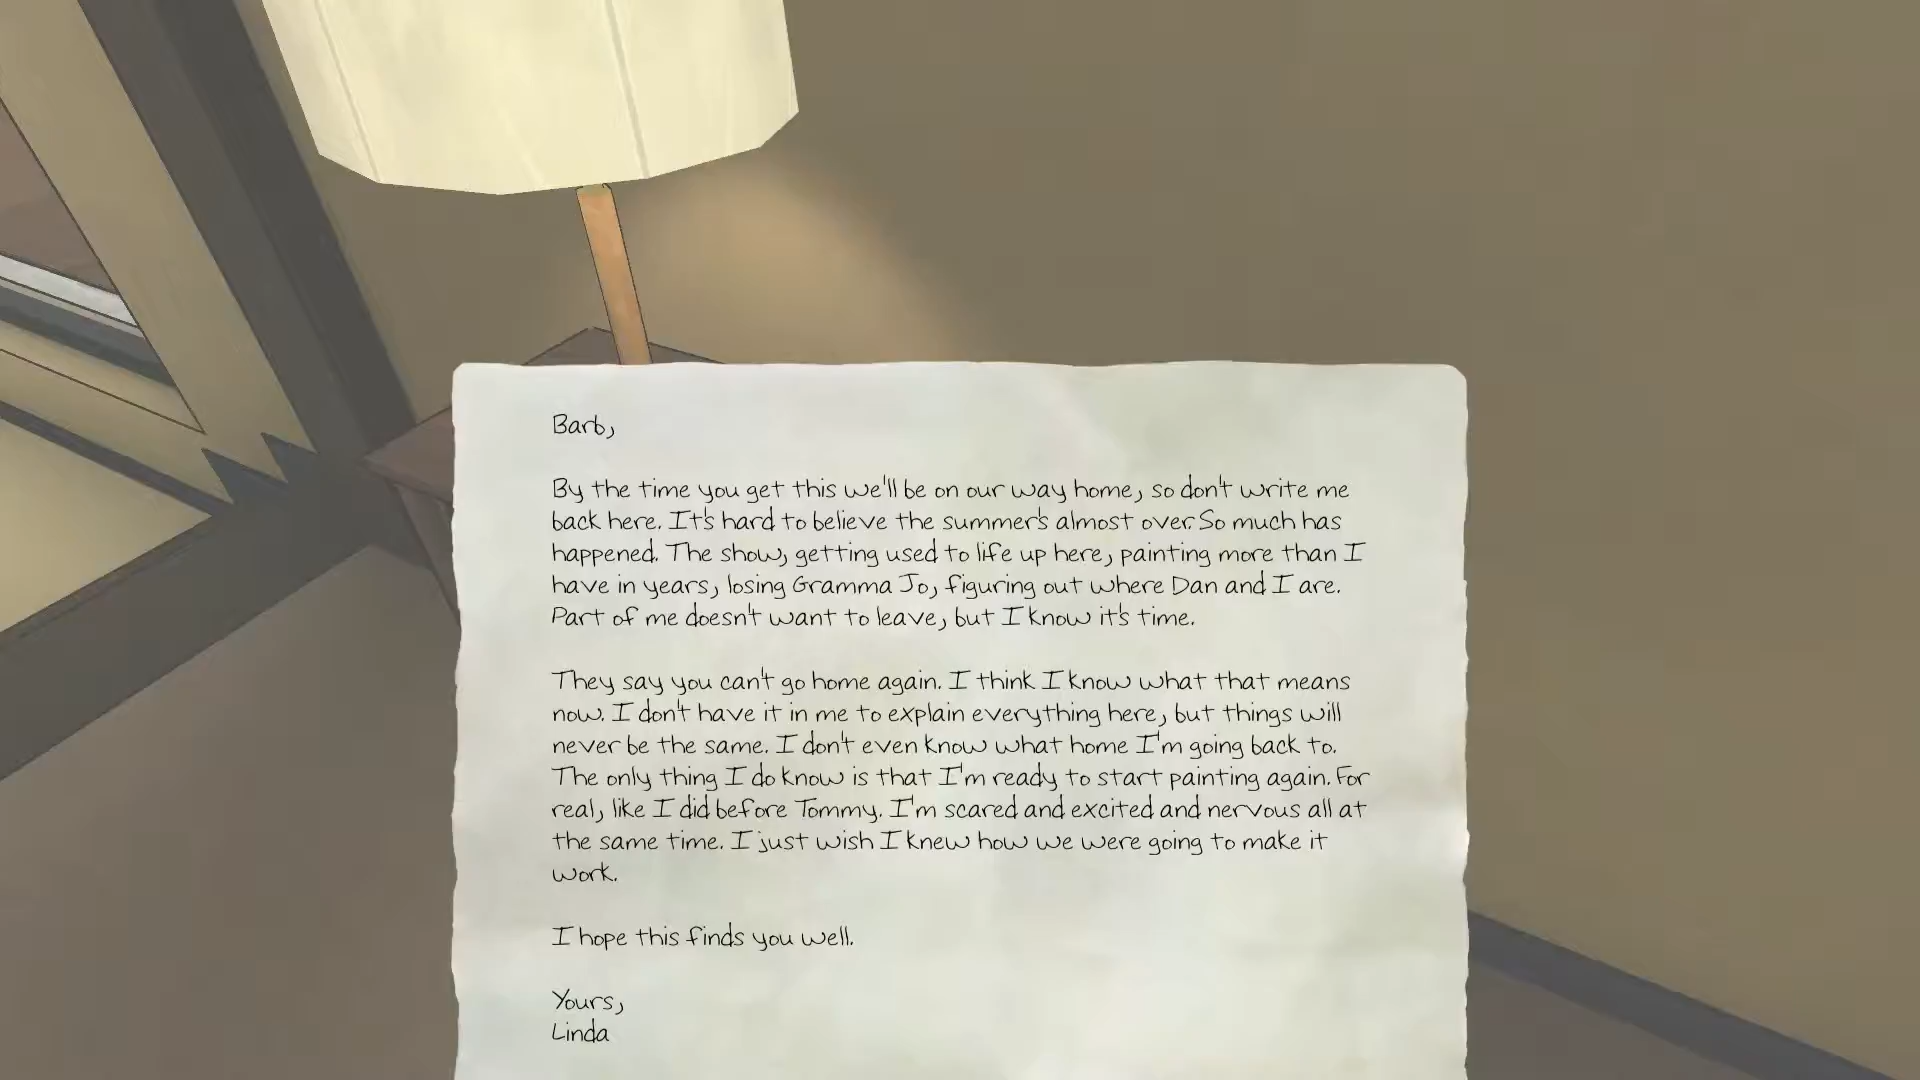 Barb,
By the time you get this we'll be on our way home, so don't write me
back here. It's hard to believe the summer's almost over. So much has
happened. The show, getting used to life up here, painting more than I
have in years, losing Gramma Jo, figuring out where Dan and I are.
Part of me doesn't want to leave, but I know it's time.
They say you can't go home again. I think I know what that means
now. I don't have it in me to explain everything here, but things will
never be the same. I don't even know what home I'm going back to.
The only thing I do know is that I'm ready to start painting again. For
real, like I did before Tommy. I'm scared and excited and nervous all at
the same time. I just wish I knew how we were going to make it
work.
I hope this finds you well.
Yours,
Linda